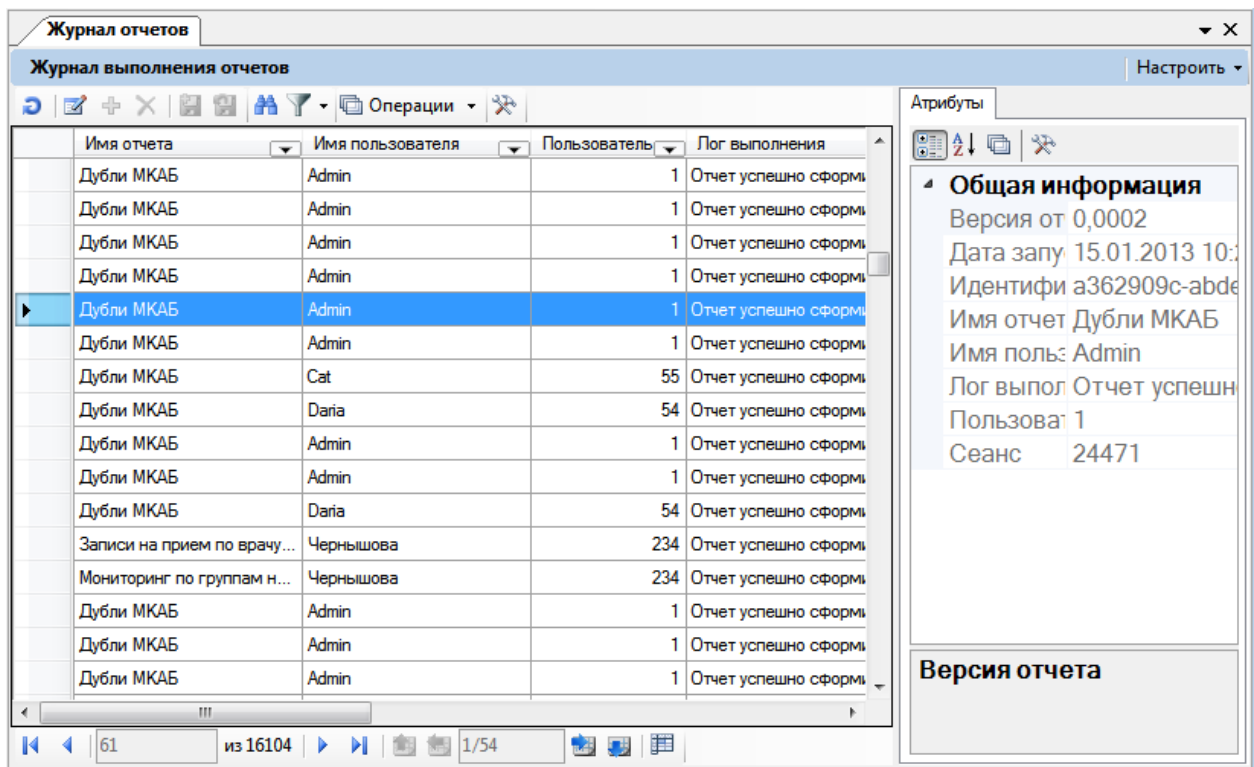 Журнал отчетов
Журнал выполнения отчетов Настроить
Операции
Имя отчета Имя пользователя Пользователь Лог выполнения
Дубли МКАБ Admin 1 Отчет успешно сформи
Дубли МКАБ Admin 1 Отчет успешно сформи
Дубли МКАБ Admin 1 Отчет успешно сформи
Дубли МКАБ Admin 1 Отчет успешно сформи
Дубли МКАБ Admin 1 Отчет успешно сформи
Дубли МКАБ Admin 1 Отчет успешно сформи
Дубли МКАБ Cat 55 Отчет успешно сформи
Дубли МКАБ Daria 54 Отчет успешно сформи
Дубли МКАБ Admin 1 Отчет успешно сформи
Дубли МКАБ Admin 1 Отчет успешно сформи
Дубли МКАБ Daria 54 Отчет успешно сформи
Записи на прием по врачу... Чернышова 234 Отчет успешно сформи
Мониторинг по группам н... Чернышова 234 Отчет успешно сформи
Дубли МКАБ Admin 1 Отчет успешно сформи
Дубли МКАБ Admin 1 Отчет успешно сформи
Дубли МКАБ Admin 1 Отчет успешно сформи
61 из 16104 1/54
Атрибуты
Общая информация
Версия от 0,0002
Дата запу 15.01.2013 10:2
Идентифи a362909c-abde
Имя отчет Дубли МКАБ
Имя польз Admin
Лог выпол Отчет успешн
Пользоват 1
Сеанс 24471
Версия отчета